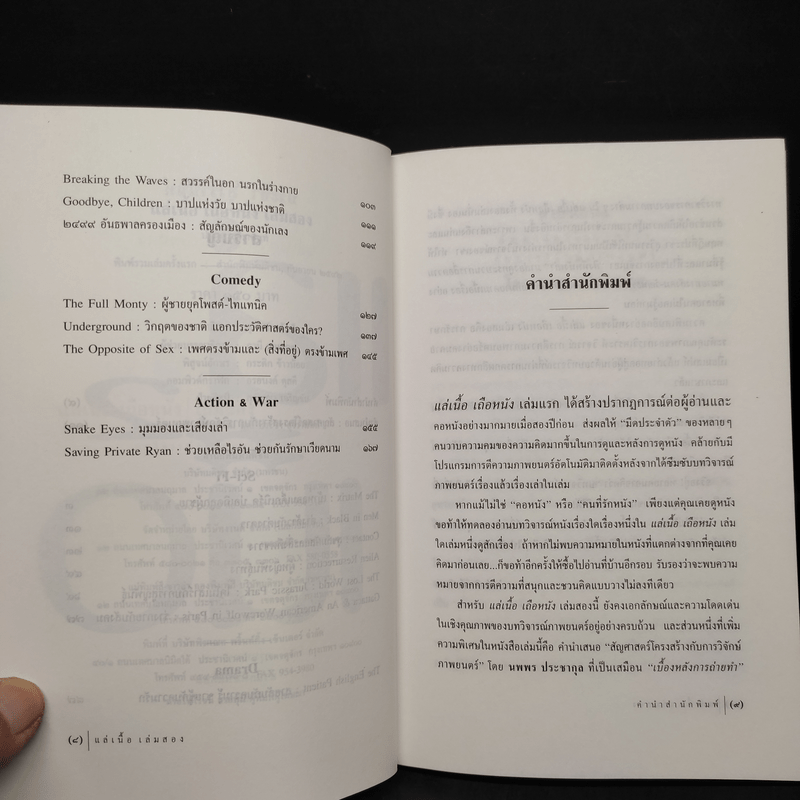 Breaking the Waves : สวรรค์ในอก นรกในร่างกาย ๑๐๓
Goodbye, Children : บาปแห่งวัย บาปแห่งชาติ ๑๑๑
๒๔๙๙ อันธพาลครองเมือง : สัญลักษณ์ของนักเลง ๑๑๙
Comedy
The Full Monty : ผู้ชายยุคโพสต์-ไทแทนิค ๑๒๗
Underground : วิกฤตของชาติ แอกประวัติศาสตร์ของใคร? ๑๓๗
The Opposite of Sex : เพศตรงข้ามและ (สิ่งที่อยู่) ตรงข้ามเพศ ๑๔๕
Action & War
Snake Eyes : มุมมองและเสียงเล่า ๑๕๕
Saving Private Ryan : ช่วยเหลือไรอัน ช่วยกันรักษาเวียดนาม ๑๖๗
(๘) แล่เนื้อ เล่มสอง
คำนำสำนักพิมพ์
แล่เนื้อ เถือหนัง เล่มแรก ได้สร้างปรากฏการณ์ต่อผู้อ่านและ
คอหนังอย่างมากมายเมื่อสองปีก่อน ส่งผลให้ “มีดประจำตัว” ของหลายๆ
คนวาบความคมของความคิดมากขึ้นในการดูและหลังการดูหนัง คล้ายกับมี
โปรแกรมการตีความภาพยนตร์อัตโนมัติมาติดตั้งหลังจากได้ซึมซับบทวิจารณ์
ภาพยนตร์เรื่องแล้วเรื่องเล่าในเล่ม
หากแม้ไม่ใช่ “คอหนัง” หรือ “คนที่รักหนัง” เพียงแต่คุณเคยดูหนัง
ขอท้าให้ทดลองอ่านบทวิจารณ์หนังเรื่องใดเรื่องหนึ่งใน แล่เนื้อ เถือหนัง เล่ม
ใดเล่มหนึ่งดูสักเรื่อง ถ้าหากไม่พบความหมายในหนังที่แตกต่างจากที่คุณเคย
คิดมาก่อนเลย...ก็ขอท้าอีกครั้งให้ซื้อไปอ่านที่บ้านอีกรอบ รับรองว่าจะพบความ
หมายจากการตีความที่สนุกและชวนคิดแบบวางไม่ลงทีเดียว
สำหรับ แล่เนื้อ เถือหนัง เล่มสองนี้ ยังคงเอกลักษณ์และความโดดเด่น
ในเชิงคุณภาพของบทวิจารณ์ภาพยนตร์อยู่อย่างครบถ้วน และส่วนหนึ่งที่เพิ่ม
ความพิเศษในหนังสือเล่มนี้คือ คำนำเสนอ “สัญศาสตร์โครงสร้างกับการวิจักษ์
ภาพยนตร์” โดย นพพร ประชากุล ที่เป็นเสมือน “เบื้องหลังการถ่ายทำ”
คำนำสำนักพิมพ์ (๙)